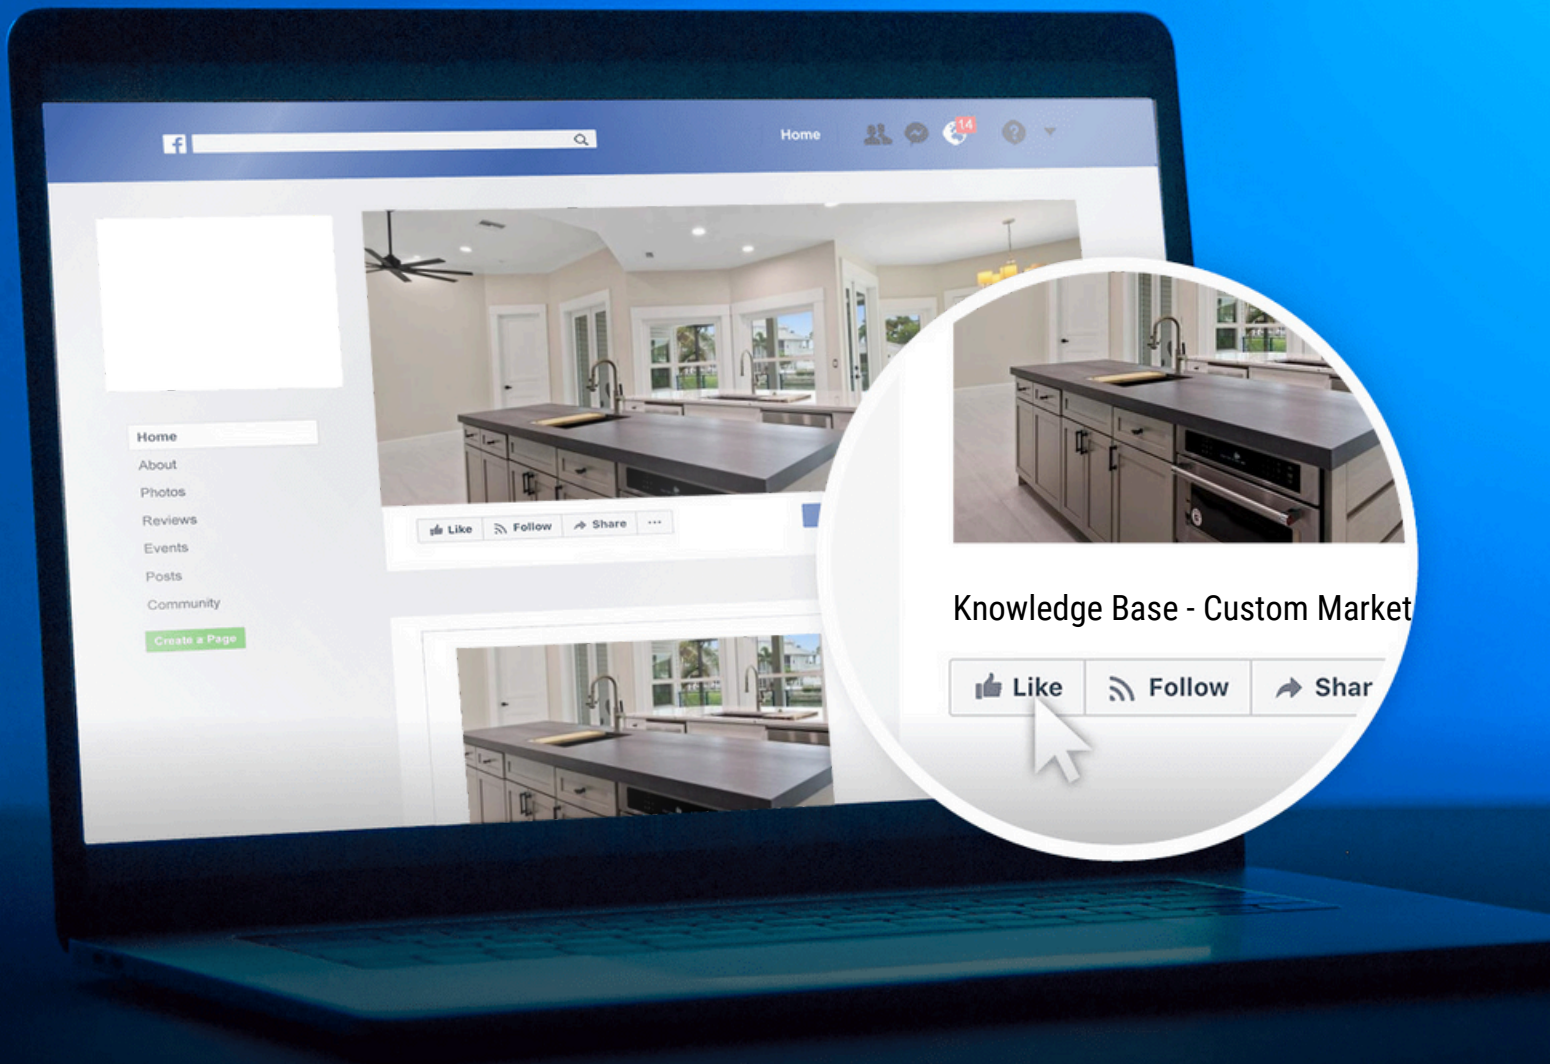 f
Home
14
?
Home
About
Photos
Reviews
Events
Posts
Community
Create a Page
Like Follow Share ...
Knowledge Base - Custom Market
Like Follow Shar